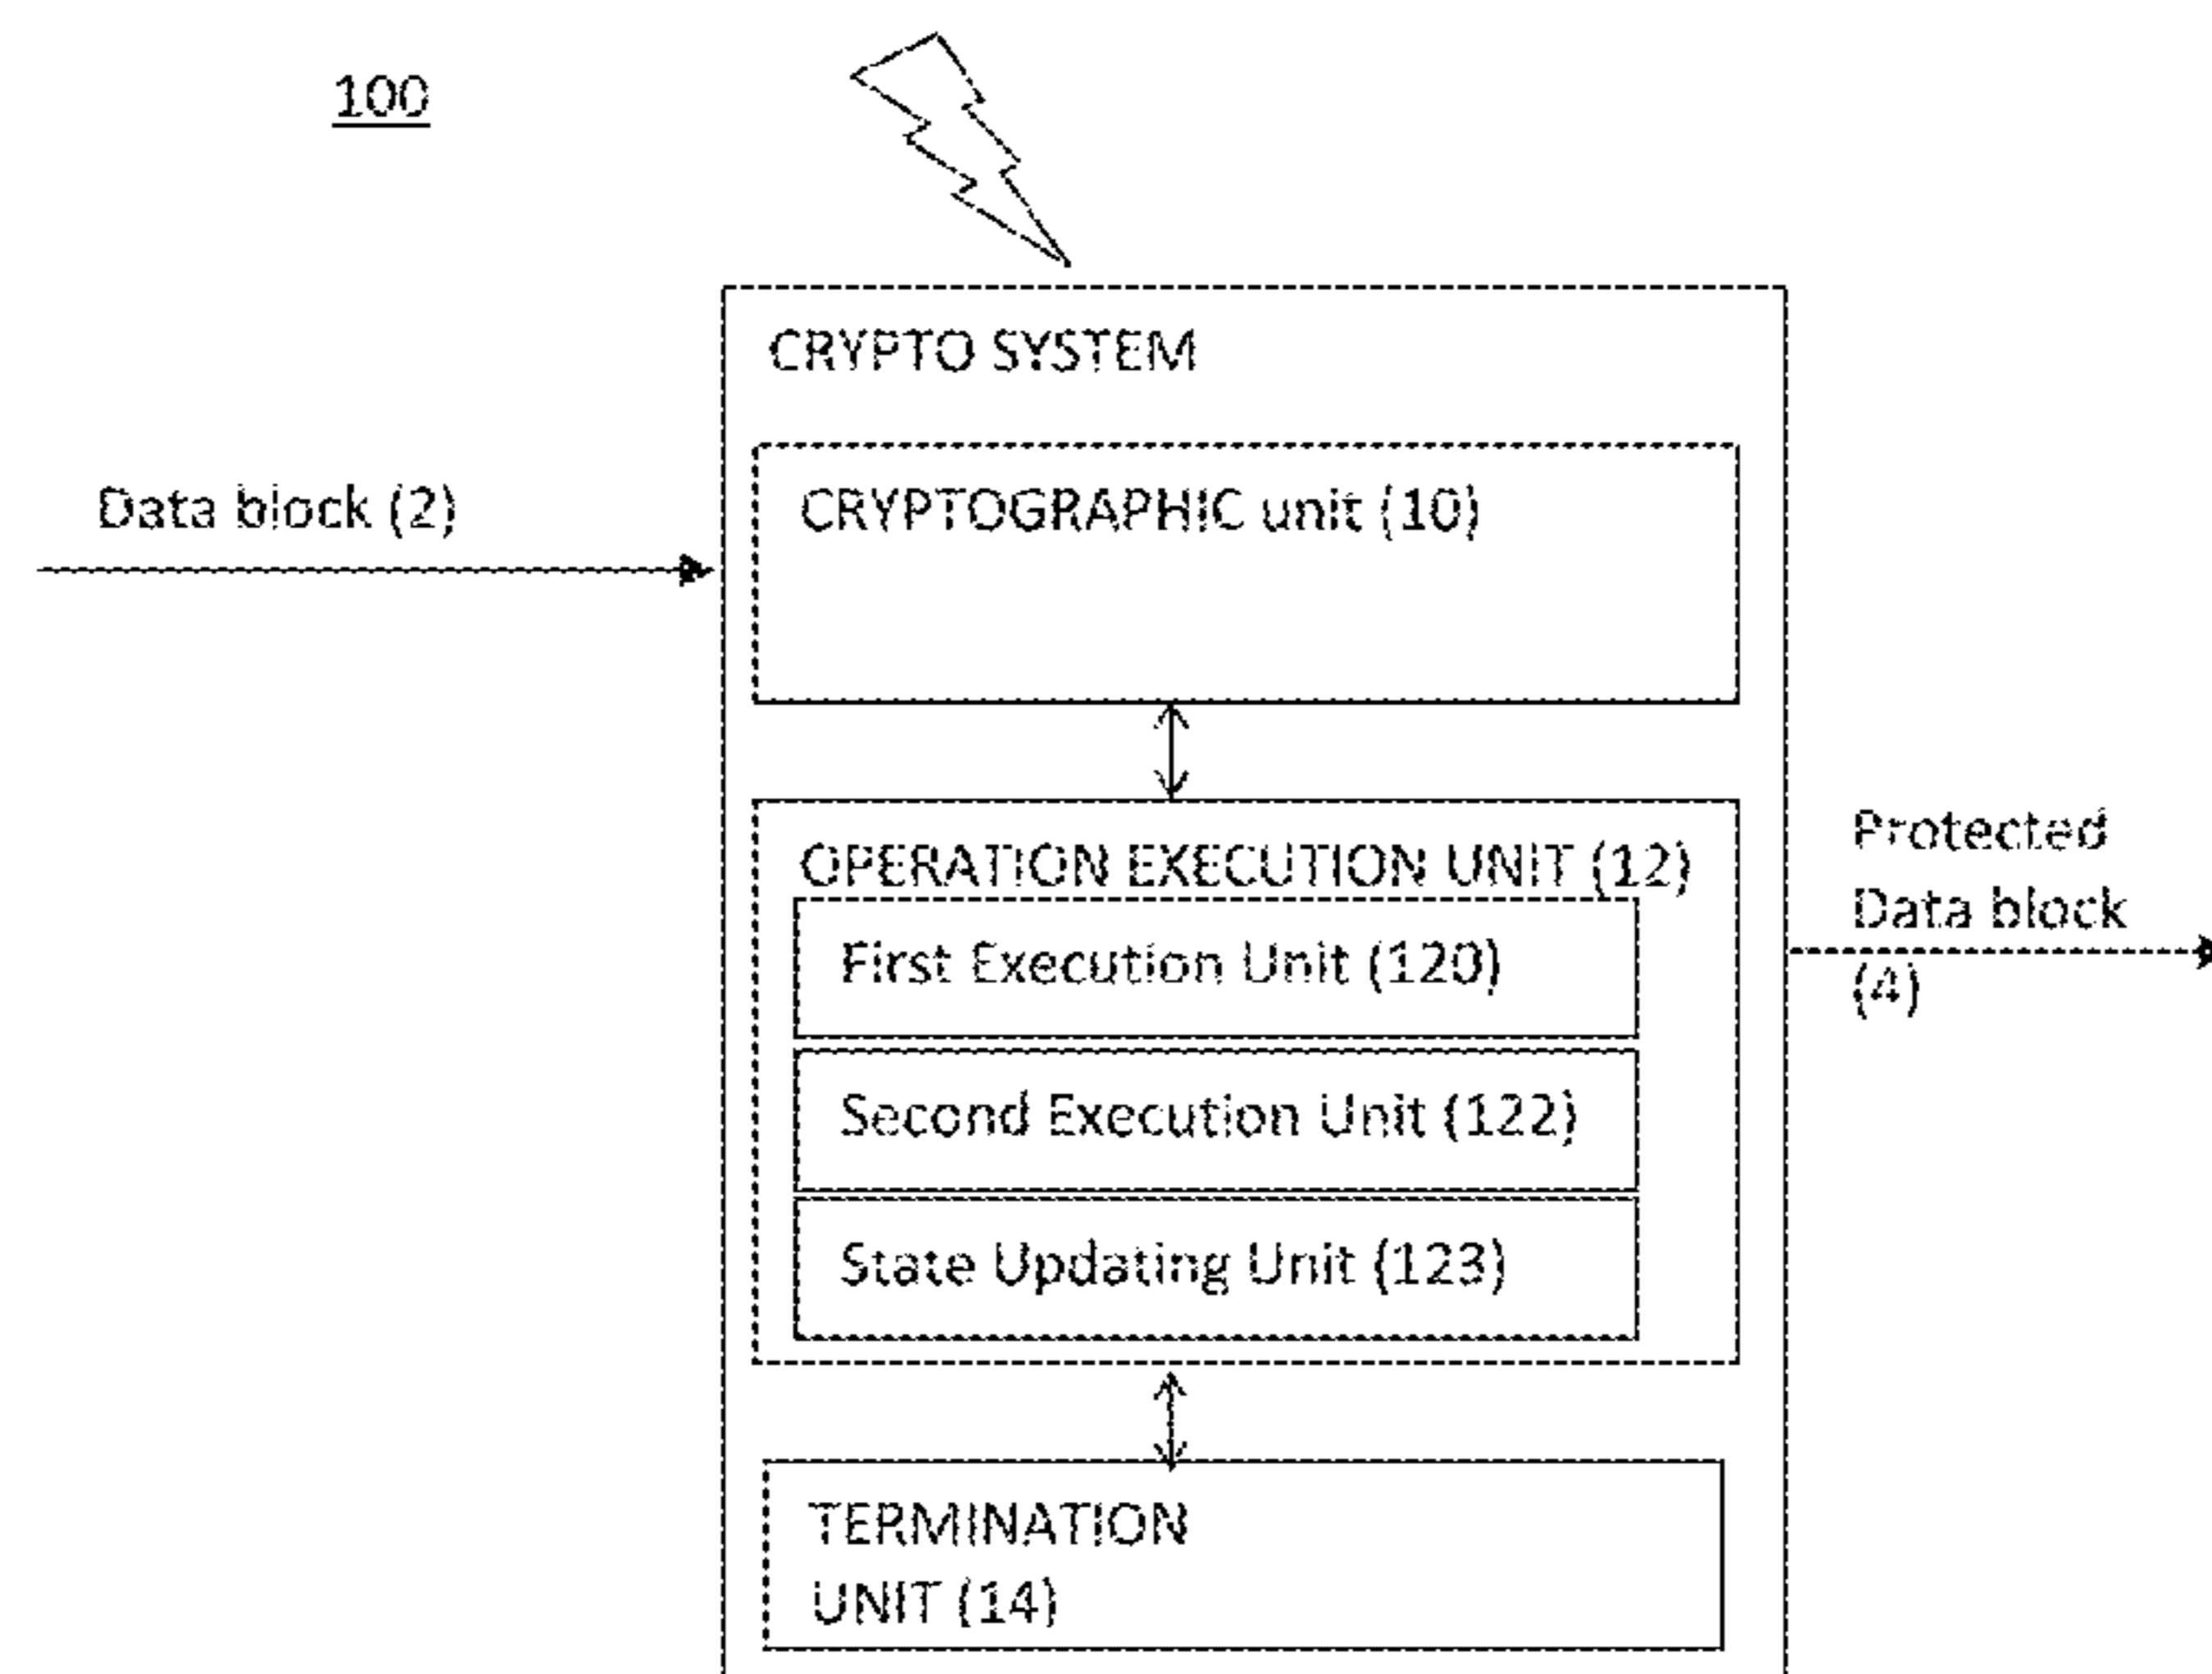 100
CRYPTO SYSTEM
Data block (2)
CRYPTOGRAPHIC unit (10)
OPERATION EXECUTION UNIT (12)
First Execution Unit (120)
Second Execution Unit (122)
State Updating Unit (123)
Protected
Data block
(4)
TERMINATION
UNIT (14)